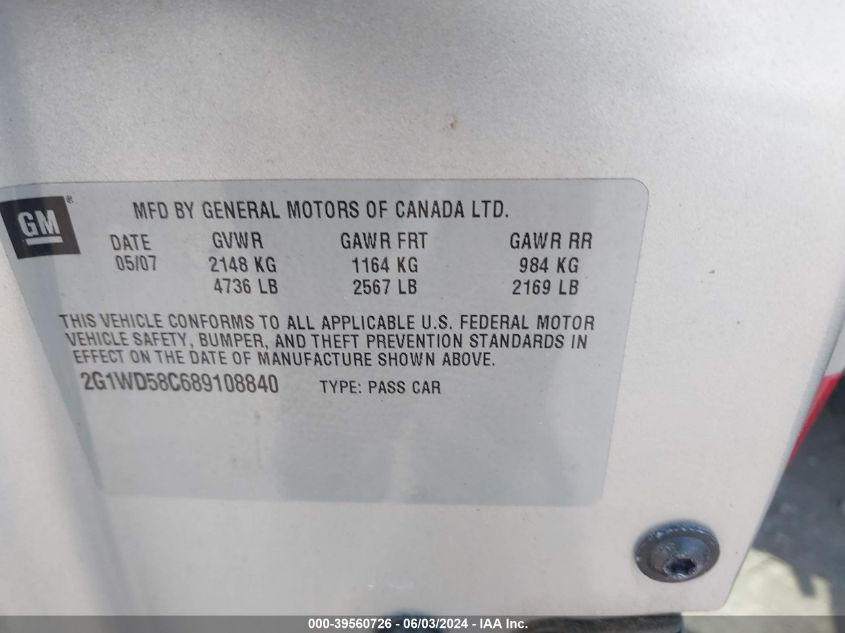 GM®
MFD BY GENERAL MOTORS OF CANADA LTD.
DATE GVWR GAWR FRT GAWR RR
05/07 2148 KG 1164 KG 984 KG
4736 LB 2567 LB 2169 LB
THIS VEHICLE CONFORMS TO ALL APPLICABLE U.S. FEDERAL MOTOR
VEHICLE SAFETY, BUMPER, AND THEFT PREVENTION STANDARDS IN
EFFECT ON THE DATE OF MANUFACTURE SHOWN ABOVE.
2G1WD58C689108840 TYPE: PASS CAR
000-39560726 - 06/03/2024 - IAA Inc.